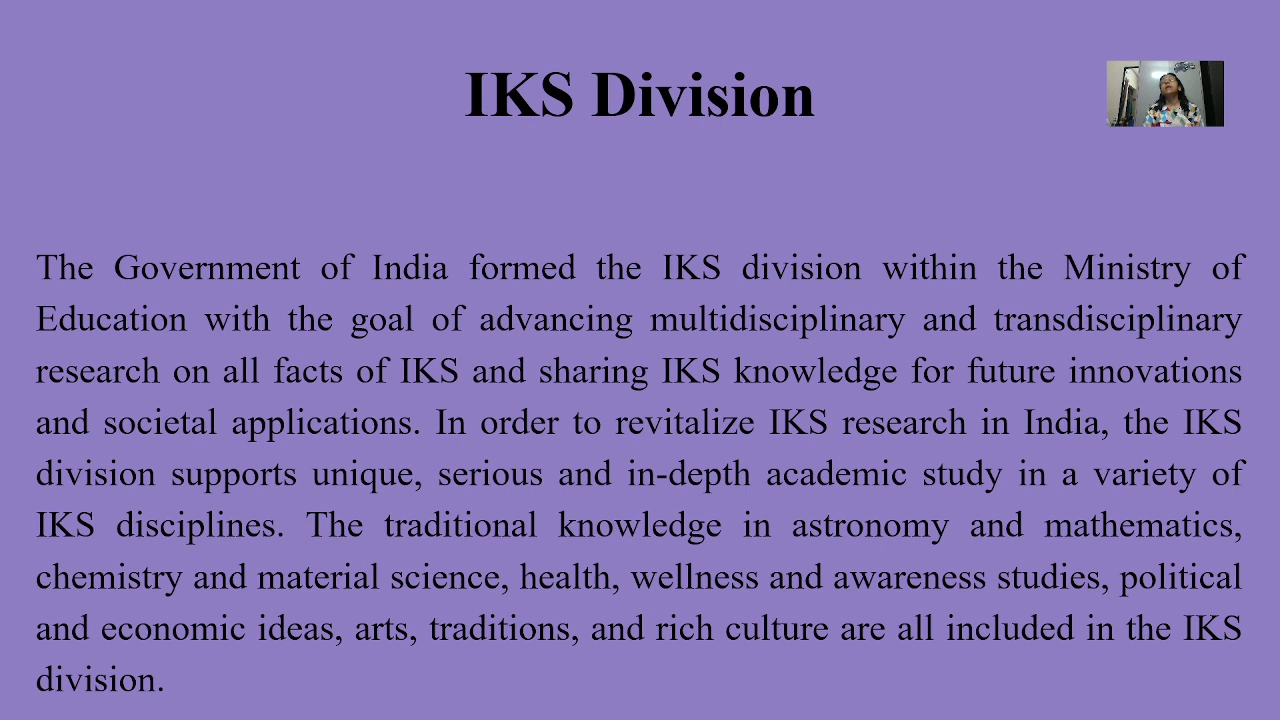 IKS Division
The Government of India formed the IKS division within the Ministry of
Education with the goal of advancing multidisciplinary and transdisciplinary
research on all facts of IKS and sharing IKS knowledge for future innovations
and societal applications. In order to revitalize IKS research in India, the IKS
division supports unique, serious and in-depth academic study in a variety of
IKS disciplines. The traditional knowledge in astronomy and mathematics,
chemistry and material science, health, wellness and awareness studies, political
and economic ideas, arts, traditions, and rich culture are all included in the IKS
division.